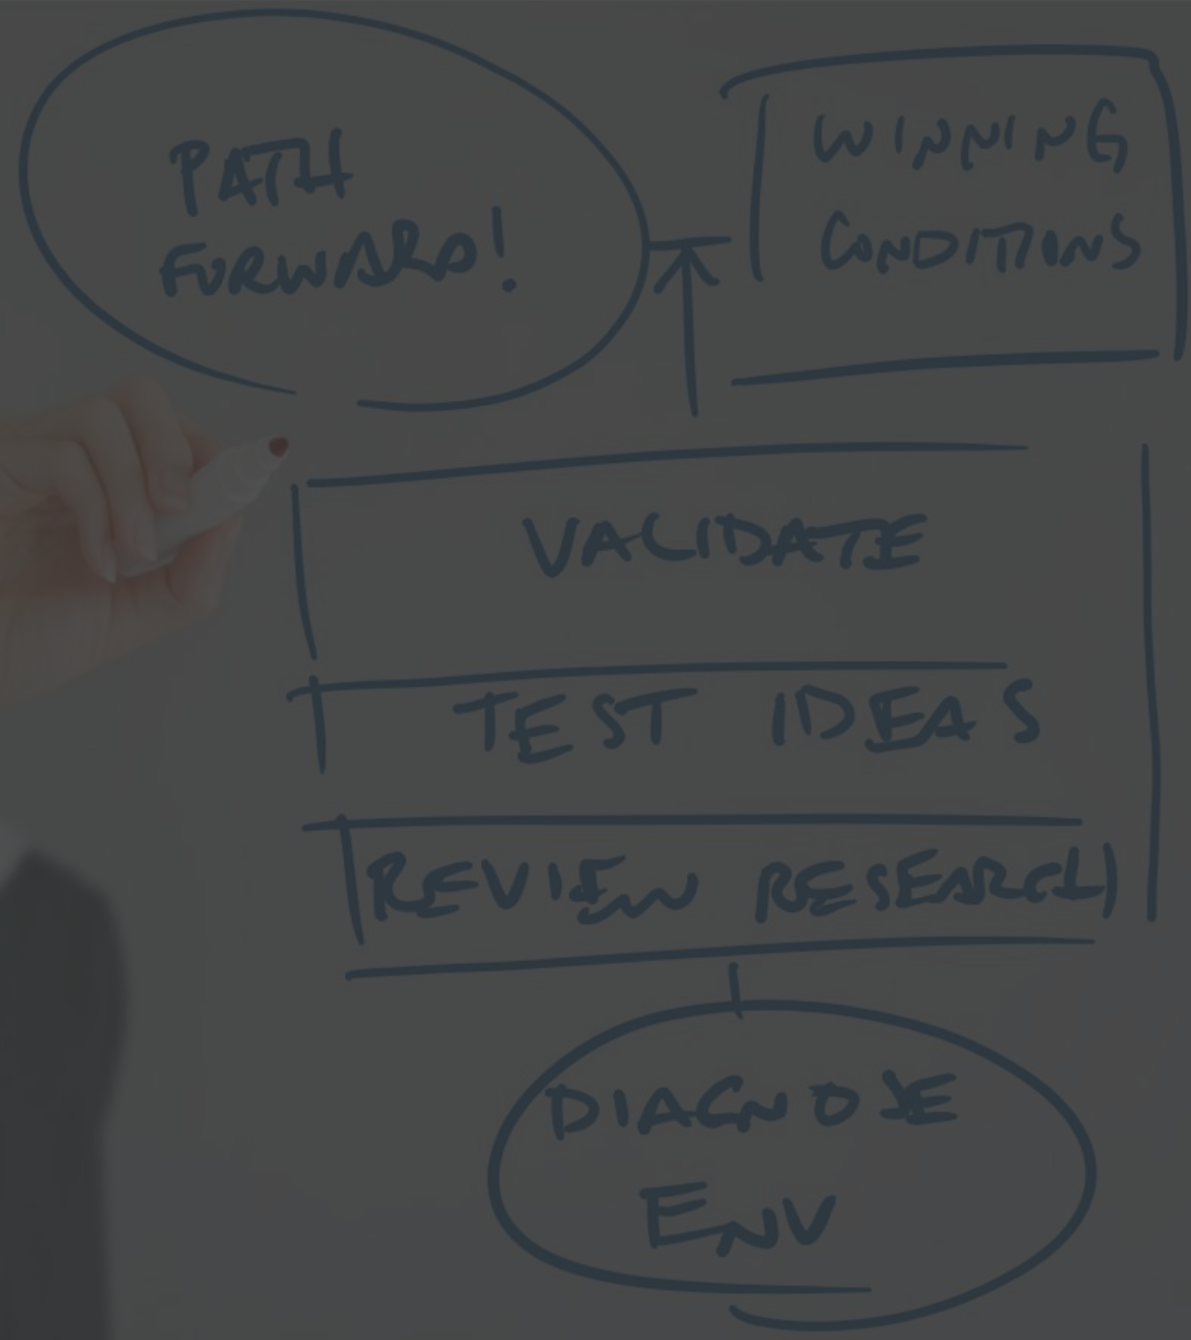 PATH
FORWARD!
WINNING
CONDITIONS
VALIDATE
TEST IDEAS
REVIEW RESEARCH
DIAGNOSE
ENV